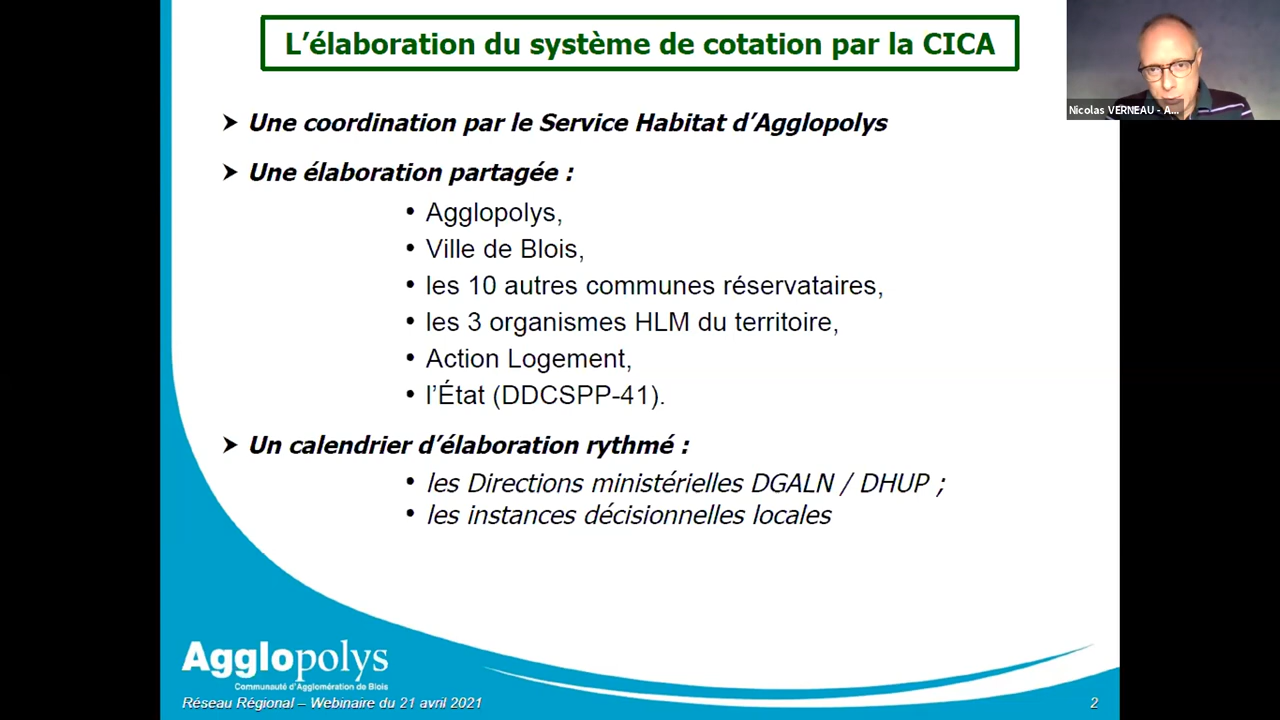 L'élaboration du système de cotation par la CICA
Nicolas VERNEAU - A...
➤ Une coordination par le Service Habitat d'Agglopolys
➤ Une élaboration partagée :
• Agglopolys,
• Ville de Blois,
• les 10 autres communes réservataires,
• les 3 organismes HLM du territoire,
• Action Logement,
• l'État (DDCSPP-41).
➤ Un calendrier d'élaboration rythmé :
• les Directions ministérielles DGALN / DHUP ;
• les instances décisionnelles locales
Agglopolys
Communauté d'Agglomération de Blois
Réseau Régional – Webinaire du 21 avril 2021
2